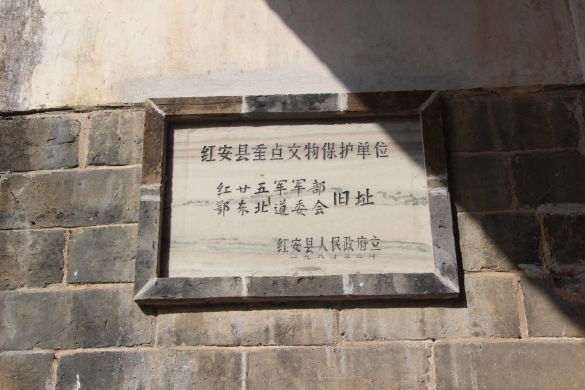 红安县重点文物保护单位
红廿五军军部
鄂东北道委会 旧址
红安县人民政府立